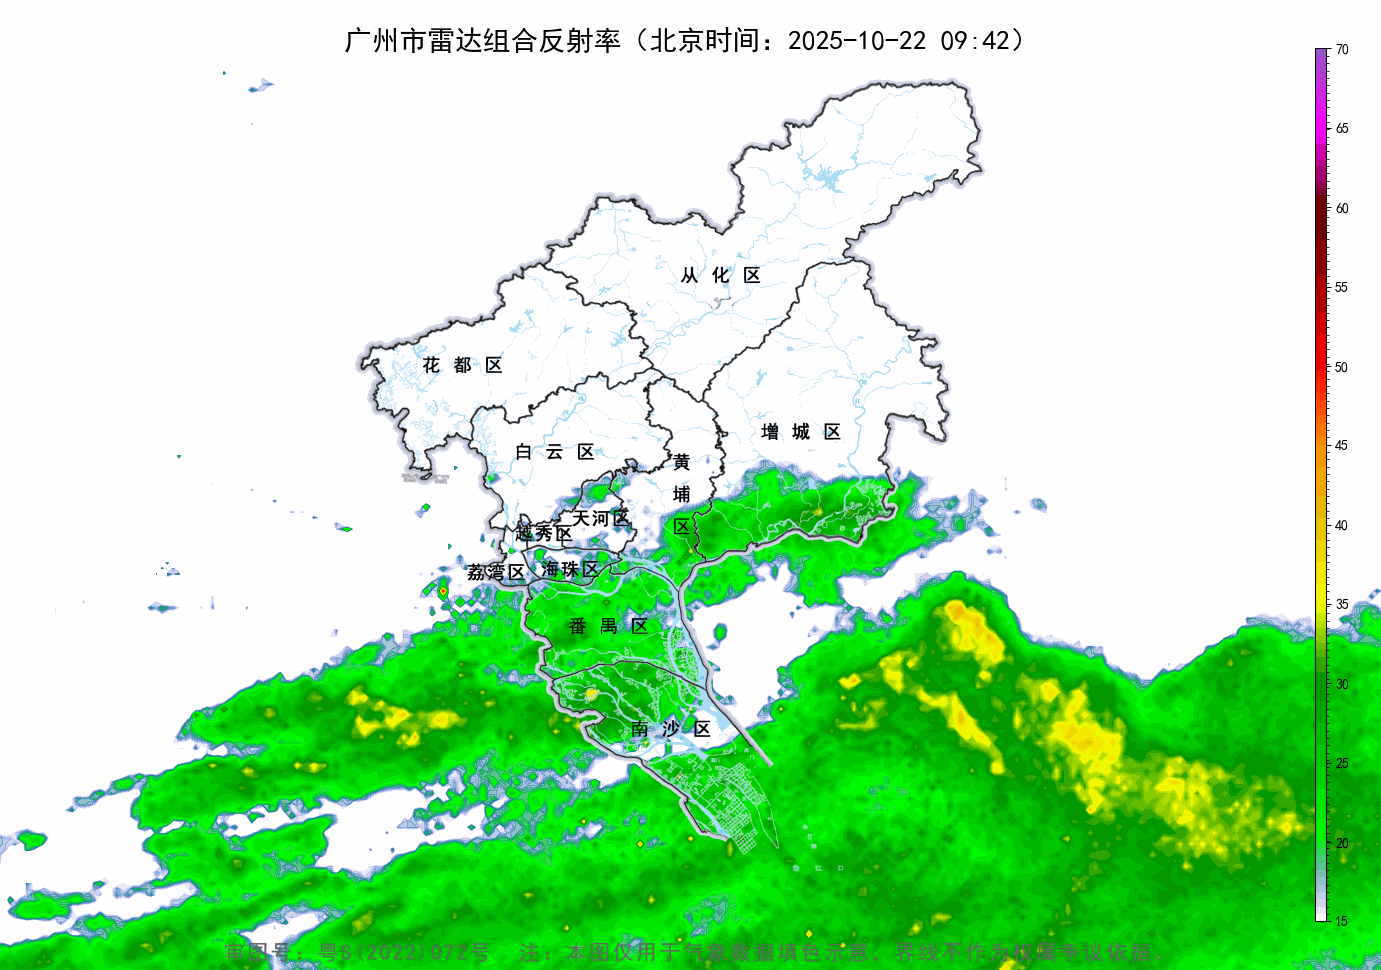 广州市雷达组合反射率（北京时间：2025-10-22 09:42）
70
65
60
55
50
45
40
35
30
25
20
15
从化区
花都区
增城区
白云区
黄埔区
天河区
越秀区
荔湾区
海珠区
番禺区
南沙区
审图号：粤S(2022)072号 注：本图仅用于气象数据填色示意，界线不作为权属争议依据。